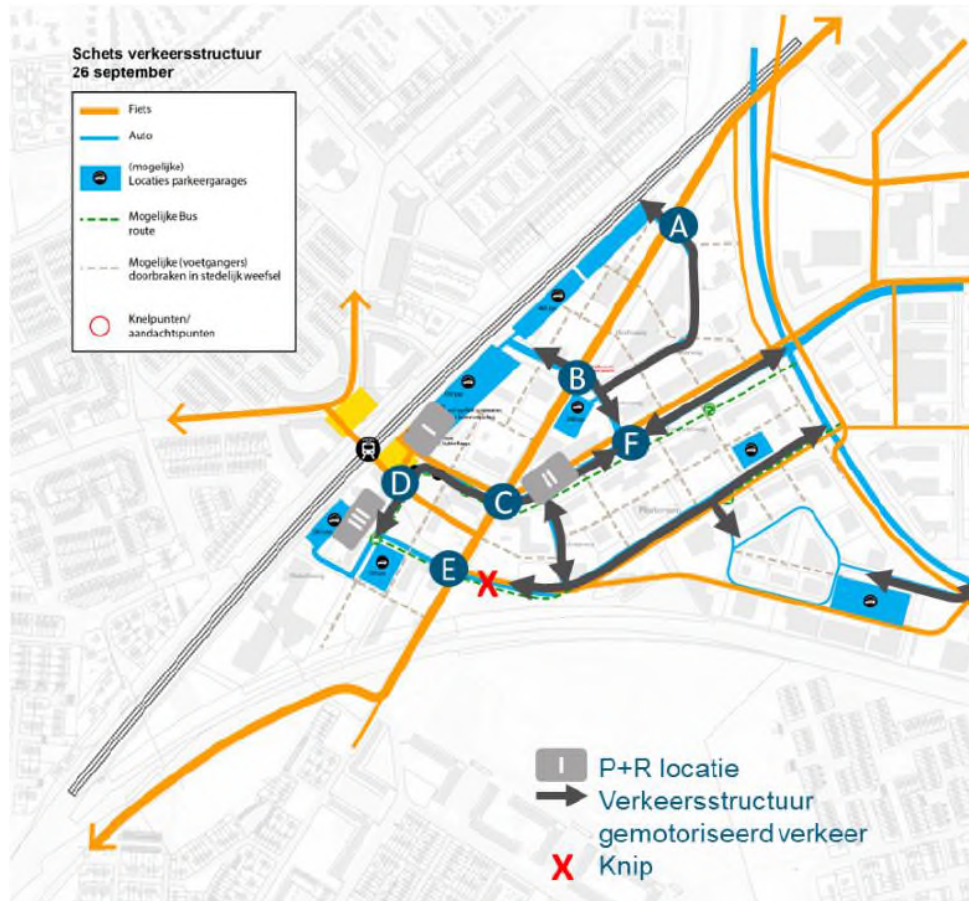 Schets verkeersstructuur
26 september
Fiets
Auto
(mogelijke)
Locaties parkeergarages
Mogelijke Bus
route
Mogelijke (voetgangers)
doorbraken in stedelijk weefsel
Knelpunten/
aandachtspunten
A
B
I
F
II
D
C
III
E
X
I P+R locatie
Verkeersstructuur
gemotoriseerd verkeer
X Knip